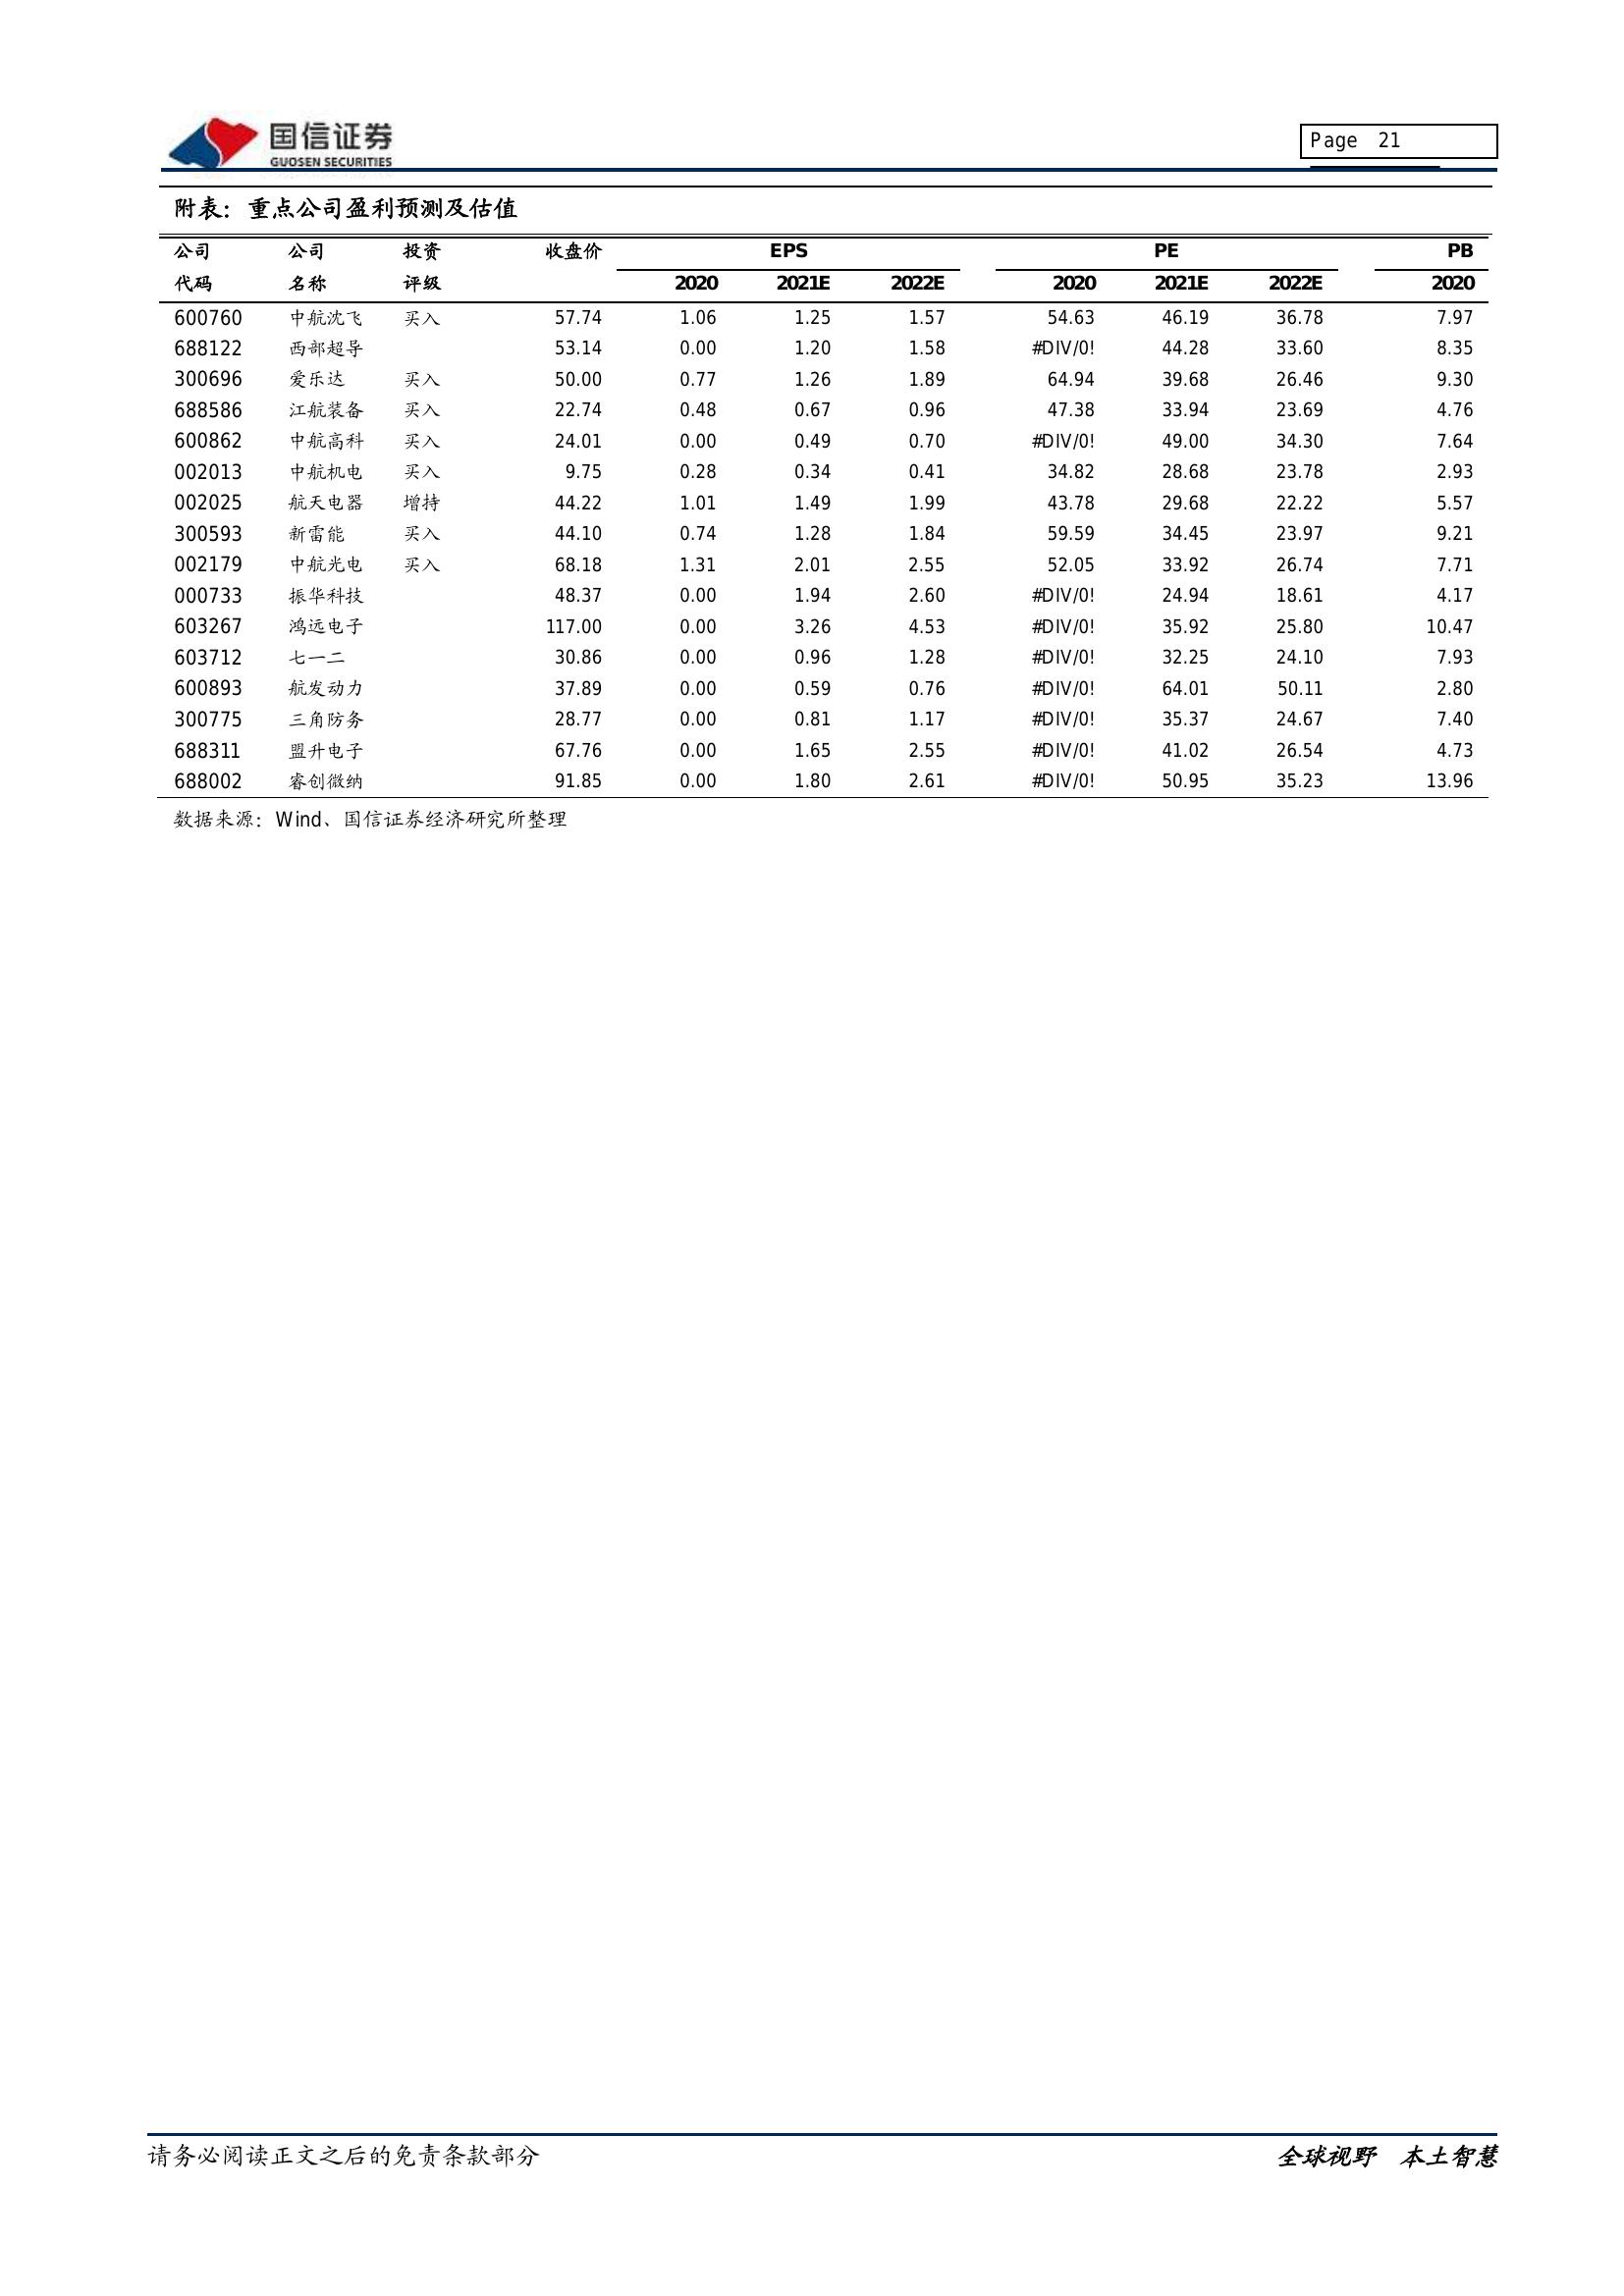 国信证券
GUOSEN SECURITIES
Page 21
附表：重点公司盈利预测及估值
公司 公司 投资 收盘价 EPS PE PB
代码 名称 评级 2020 2021E 2022E 2020 2021E 2022E 2020
600760 中航沈飞 买入 57.74 1.06 1.25 1.57 54.63 46.19 36.78 7.97
688122 西部超导 53.14 0.00 1.20 1.58 #DIV/0! 44.28 33.60 8.35
300696 爱乐达 买入 50.00 0.77 1.26 1.89 64.94 39.68 26.46 9.30
688586 江航装备 买入 22.74 0.48 0.67 0.96 47.38 33.94 23.69 4.76
600862 中航高科 买入 24.01 0.00 0.49 0.70 #DIV/0! 49.00 34.30 7.64
002013 中航机电 买入 9.75 0.28 0.34 0.41 34.82 28.68 23.78 2.93
002025 航天电器 增持 44.22 1.01 1.49 1.99 43.78 29.68 22.22 5.57
300593 新雷能 买入 44.10 0.74 1.28 1.84 59.59 34.45 23.97 9.21
002179 中航光电 买入 68.18 1.31 2.01 2.55 52.05 33.92 26.74 7.71
000733 振华科技 48.37 0.00 1.94 2.60 #DIV/0! 24.94 18.61 4.17
603267 鸿远电子 117.00 0.00 3.26 4.53 #DIV/0! 35.92 25.80 10.47
603712 七一二 30.86 0.00 0.96 1.28 #DIV/0! 32.25 24.10 7.93
600893 航发动力 37.89 0.00 0.59 0.76 #DIV/0! 64.01 50.11 2.80
300775 三角防务 28.77 0.00 0.81 1.17 #DIV/0! 35.37 24.67 7.40
688311 盟升电子 67.76 0.00 1.65 2.55 #DIV/0! 41.02 26.54 4.73
688002 睿创微纳 91.85 0.00 1.80 2.61 #DIV/0! 50.95 35.23 13.96
数据来源：Wind、国信证券经济研究所整理
请务必阅读正文之后的免责条款部分 全球视野 本土智慧